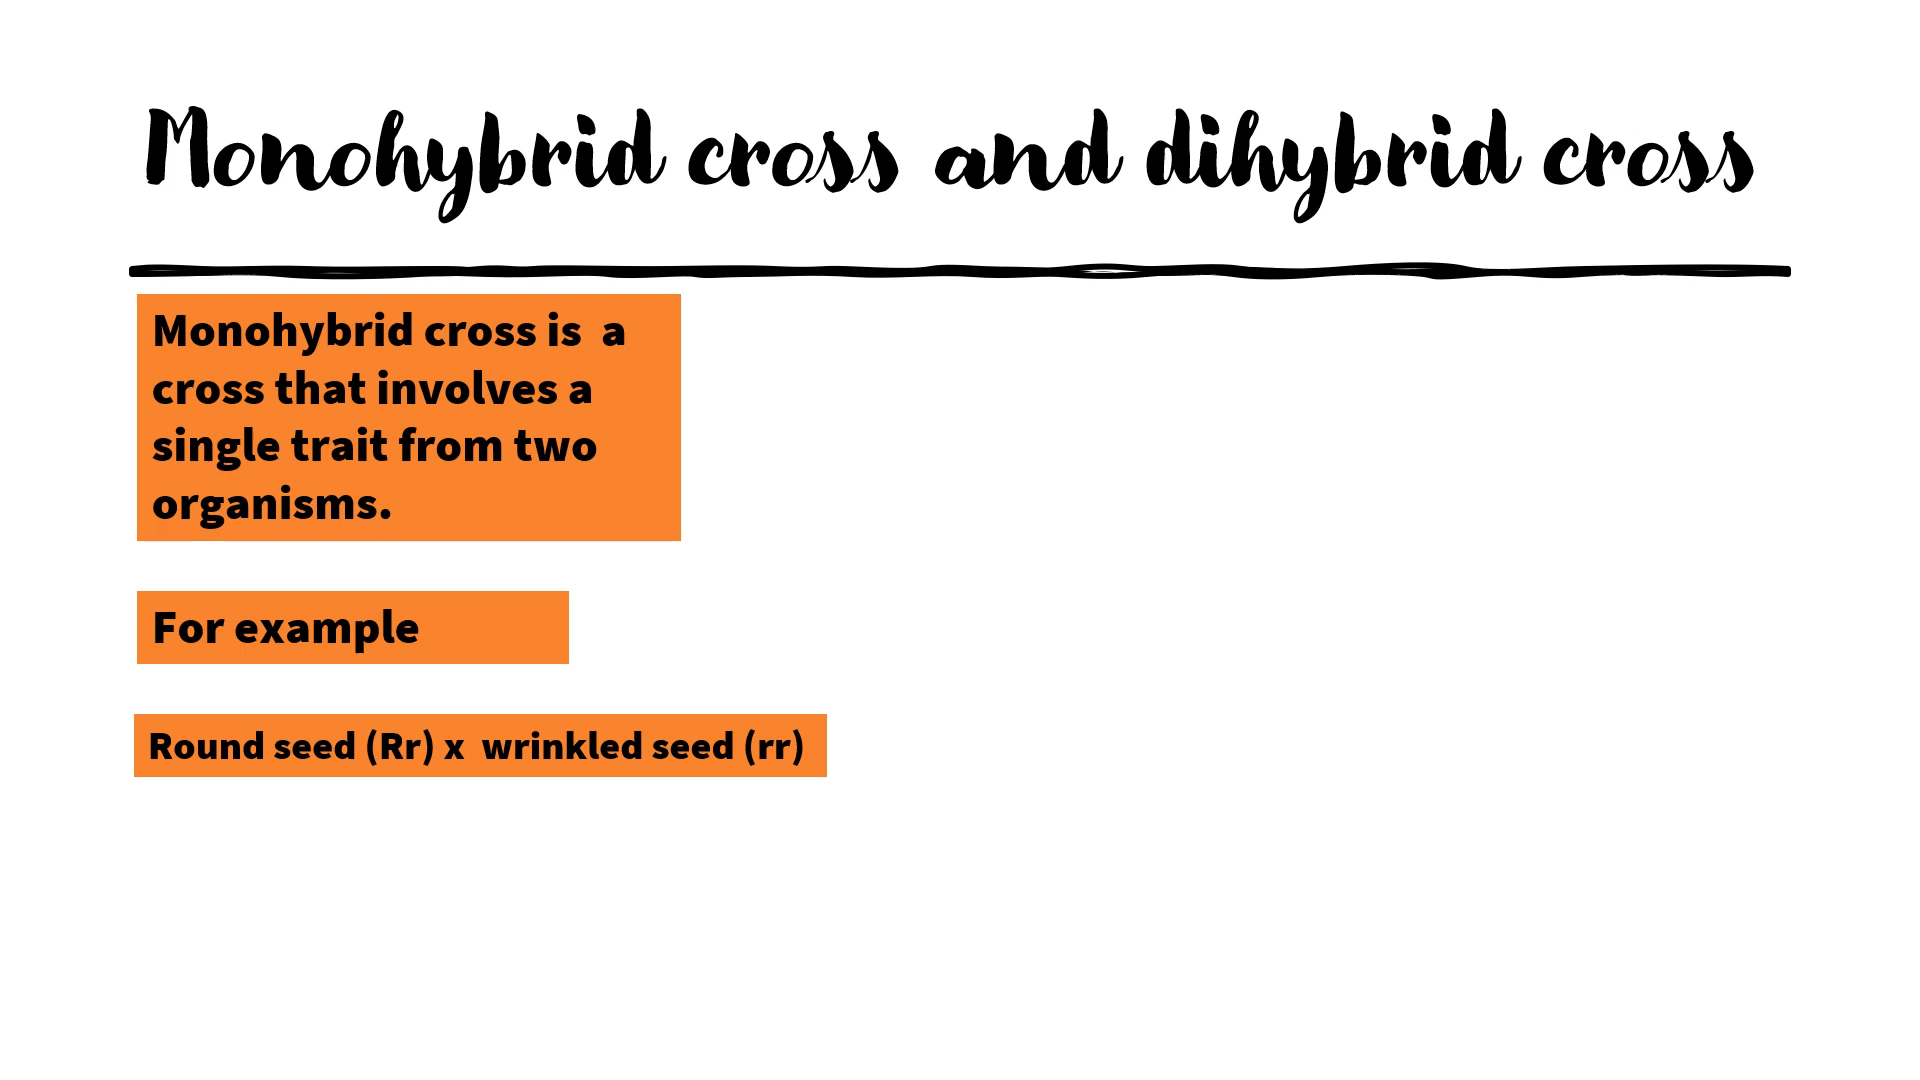 Monohybrid cross and dihybrid cross
Monohybrid cross is  a
cross that involves a
single trait from two
organisms.
For example
Round seed (Rr) x  wrinkled seed (rr)